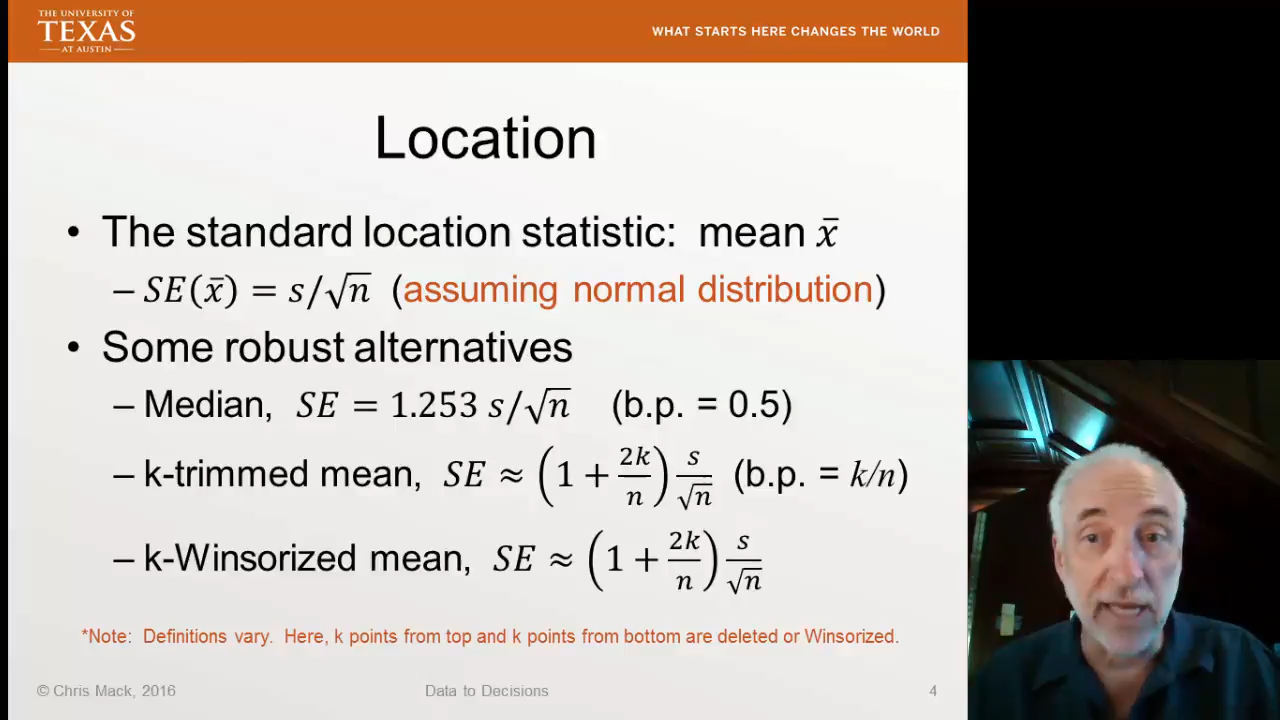 THE UNIVERSITY OF
TEXAS
AT AUSTIN
WHAT STARTS HERE CHANGES THE WORLD
Location
• The standard location statistic: mean x̄
– SE(x̄) = s/√n (assuming normal distribution)
• Some robust alternatives
– Median, SE = 1.253 s/√n (b.p. = 0.5)
– k-trimmed mean, SE ≈ (1 + 2k/n) s/√n (b.p. = k/n)
– k-Winsorized mean, SE ≈ (1 + 2k/n) s/√n
*Note: Definitions vary. Here, k points from top and k points from bottom are deleted or Winsorized.
© Chris Mack, 2016
Data to Decisions
4